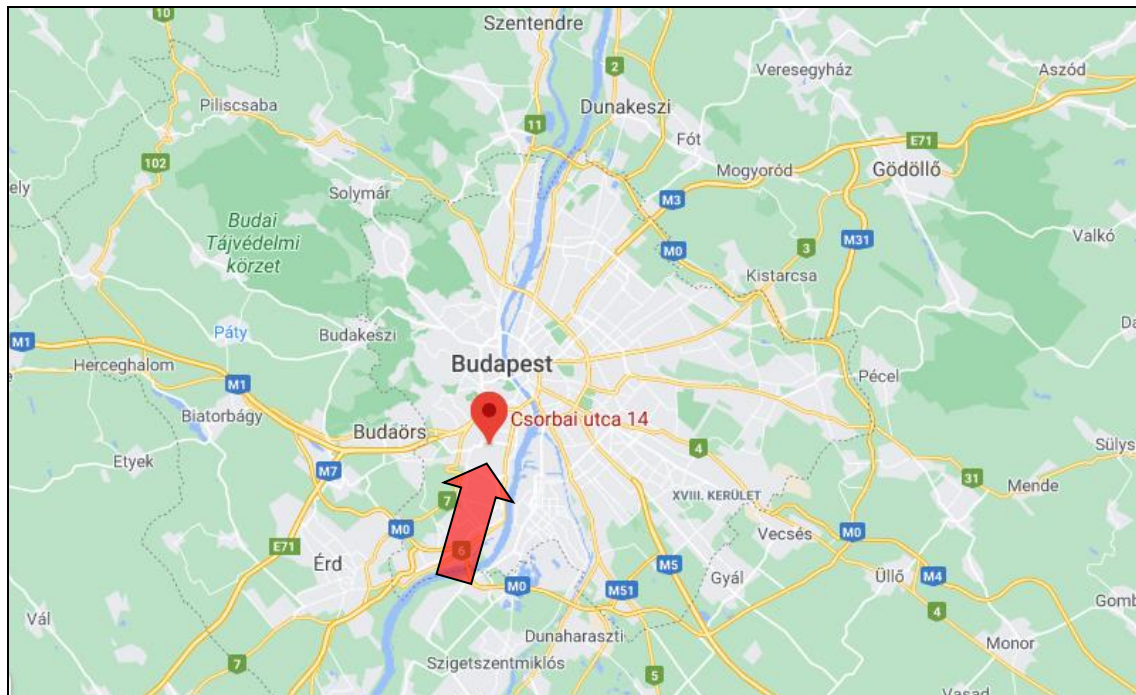 10
Szentendre
2
Veresegyház
Aszód
Piliscsaba
Dunakeszi
11
Fót
E71
102
Mogyoród
Gödöllő
ely
Solymár
M3
Budai
Tájvédelmi
körzet
M31
Valkó
M0
3
Kistarcsa
Páty
Budakeszi
M1
Da
Herceghalom
Budapest
Pécel
M1
Biatorbágy
Csorbai utca 14
Budaörs
Etyek
4
Sülys
M7
31
Mende
7
XVIII. KERÜLET
M0
Vecsés
M0
E71
6
Érd
M5
Gyál
Üllő
M4
M0
M51
Gomb
Vál
4
Dunaharaszti
Monor
7
Szigetszentmiklós
5
Vasad